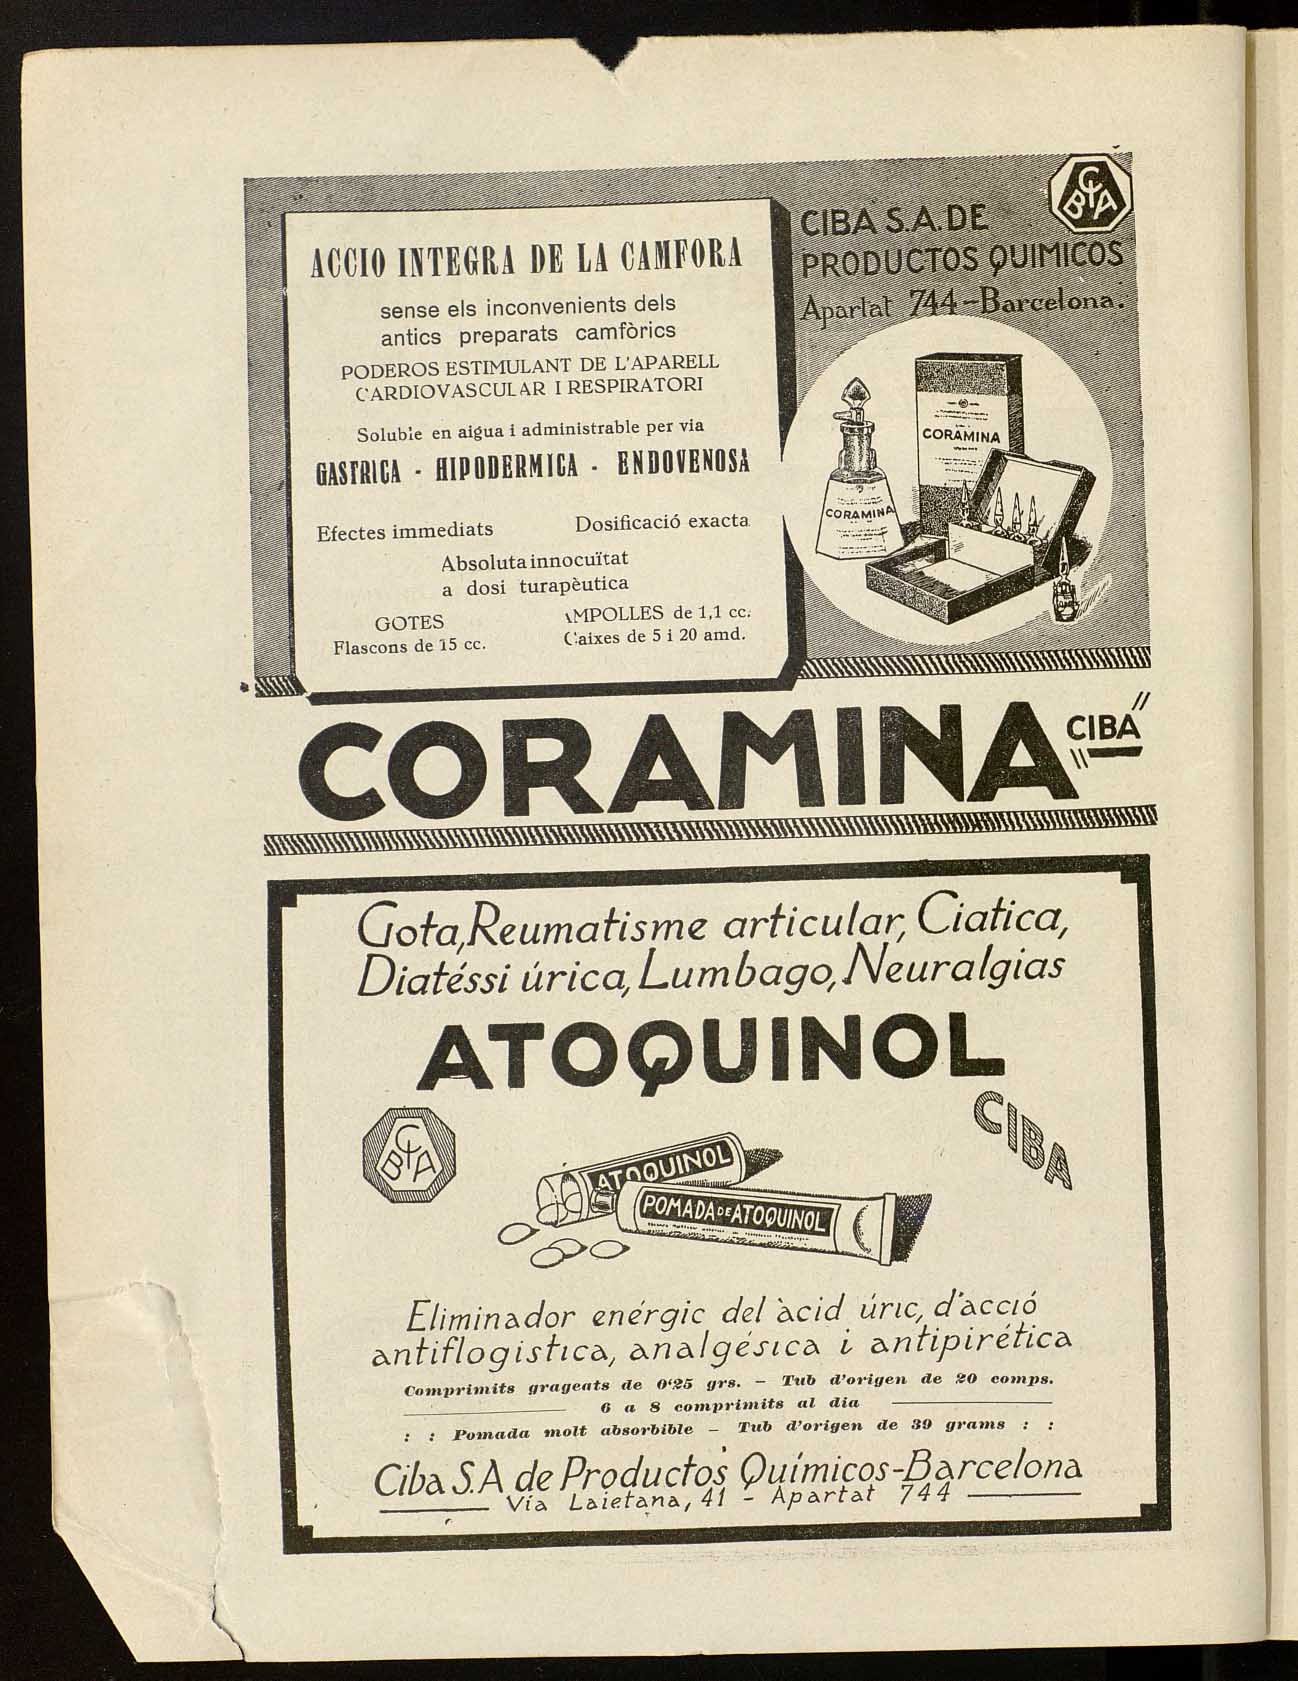 ACCIO INTEGRA DE LA CAMFORA
sense els inconvenients dels
antics preparats camfòrics
PODEROS ESTIMULANT DE L'APARELL
CARDIOVASCULAR I RESPIRATORI
Soluble en aigua i administrable per via
GASTRICA - HIPODERMICA - ENDOVENOSA
Efectes immediats Dosificació exacta
Absoluta innocuïtat
a dosi turapèutica
GOTES
Flascons de 15 cc.
AMPOLLES de 1,1 cc.
Caixes de 5 i 20 amd.
CIBA
CIBA S.A. DE
PRODUCTOS QUIMICOS
Apartat 744 - Barcelona.
CORAMINA
CORAMINA
CORAMINA "CIBA"
Gota, Reumatisme articular, Ciatica,
Diatéssi úrica, Lumbago, Neuralgias
ATOQUINOL
CIBA
CIBA
ATOQUINOL
POMADA DE ATOQUINOL
Eliminador enérgic del àcid úric, d'acció
antiflogistica, analgésica i antipirética
Comprimits grageats de 0'25 grs. - Tub d'origen de 20 comps.
6 a 8 comprimits al dia
: : Pomada molt absorbible - Tub d'origen de 39 grams : :
Ciba S.A de Productos Químicos-Barcelona
Via Laietana, 41 - Apartat 744